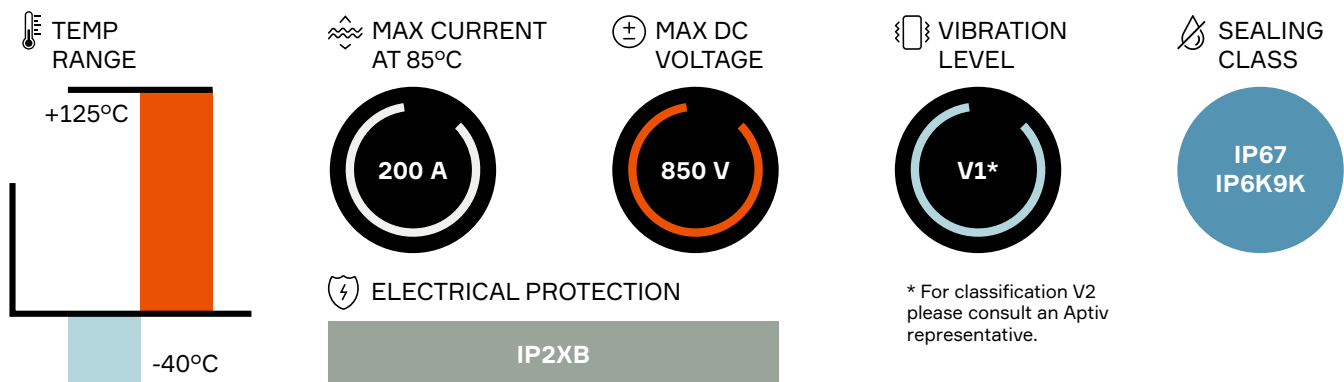 TEMP
RANGE
+125°C
-40°C
MAX CURRENT
AT 85°C
200 A
MAX DC
VOLTAGE
850 V
VIBRATION
LEVEL
V1*
* For classification V2
please consult an Aptiv
representative.
SEALING
CLASS
IP67
IP6K9K
ELECTRICAL PROTECTION
IP2XB